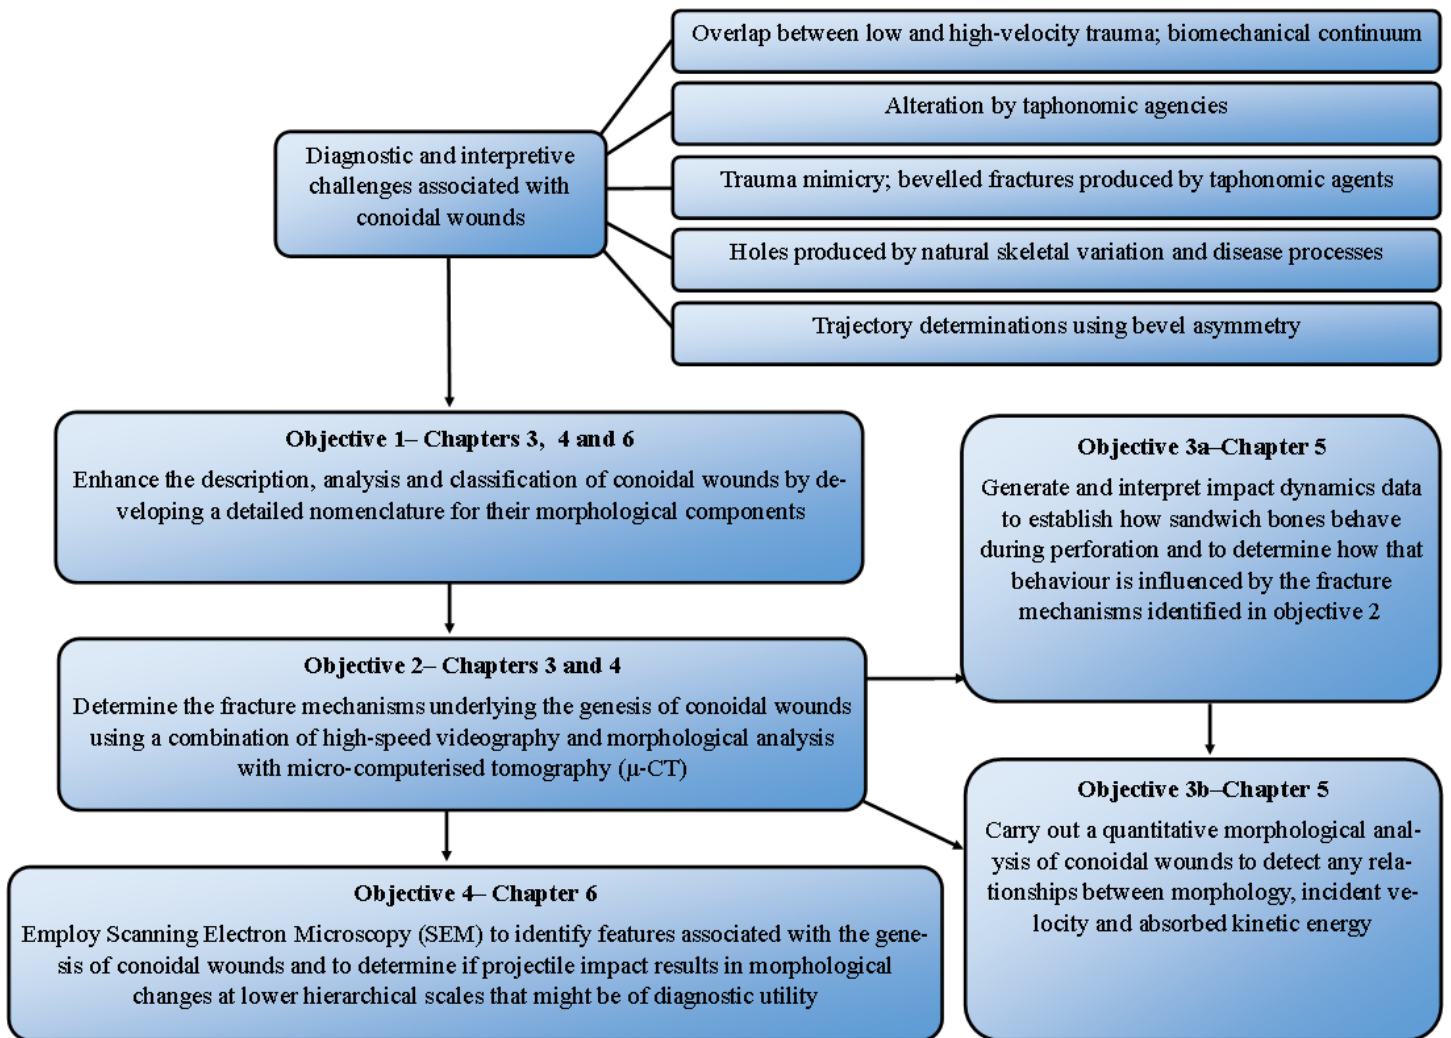 Overlap between low and high-velocity trauma; biomechanical continuum
Alteration by taphonomic agencies
Trauma mimicry; bevelled fractures produced by taphonomic agents
Holes produced by natural skeletal variation and disease processes
Trajectory determinations using bevel asymmetry
Diagnostic and interpretive
challenges associated with
conoidal wounds
Objective 1– Chapters 3, 4 and 6
Enhance the description, analysis and classification of conoidal wounds by de-
veloping a detailed nomenclature for their morphological components
Objective 2– Chapters 3 and 4
Determine the fracture mechanisms underlying the genesis of conoidal wounds
using a combination of high-speed videography and morphological analysis
with micro-computerised tomography (μ-CT)
Objective 3a–Chapter 5
Generate and interpret impact dynamics data
to establish how sandwich bones behave
during perforation and to determine how that
behaviour is influenced by the fracture
mechanisms identified in objective 2
Objective 3b–Chapter 5
Carry out a quantitative morphological anal-
ysis of conoidal wounds to detect any rela-
tionships between morphology, incident ve-
locity and absorbed kinetic energy
Objective 4– Chapter 6
Employ Scanning Electron Microscopy (SEM) to identify features associated with the gene-
sis of conoidal wounds and to determine if projectile impact results in morphological
changes at lower hierarchical scales that might be of diagnostic utility